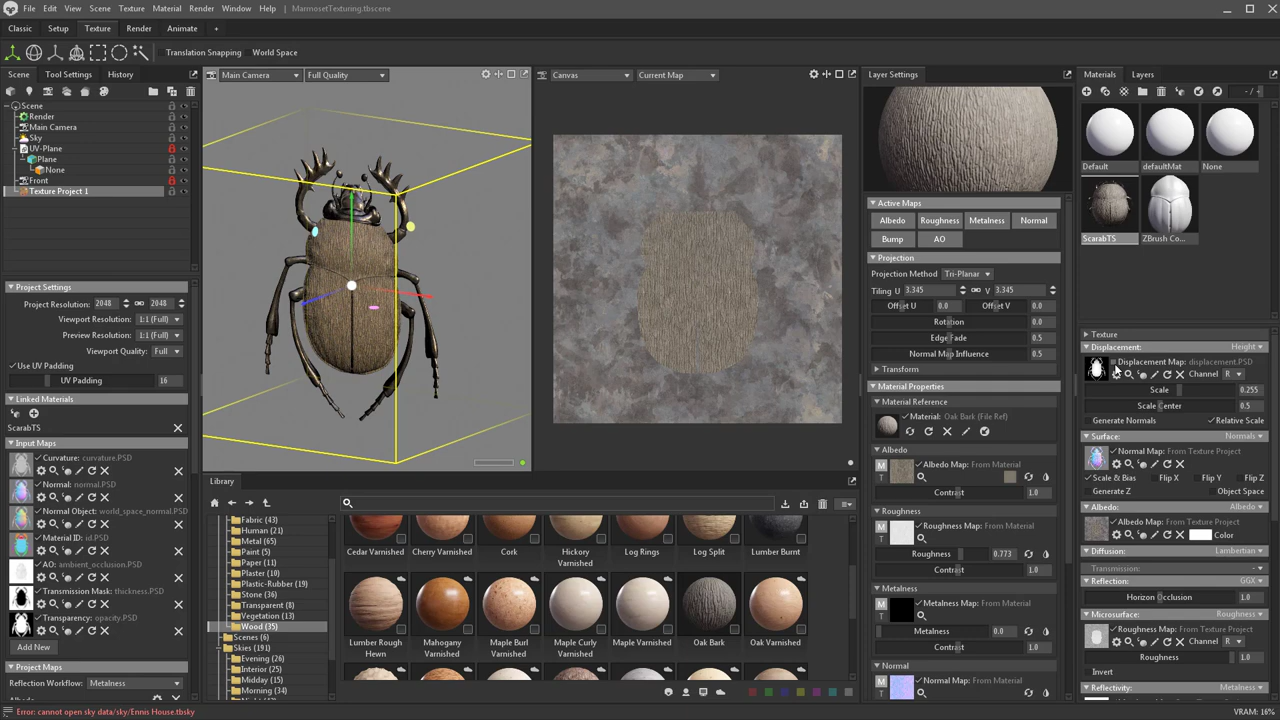 File Edit View Scene Texture Material Render Window Help MarmosetTexturing.tbscene
Classic Setup Texture Render Animate +
Translation Snapping World Space
Scene Tool Settings History
Scene
Render
Main Camera
Sky
UV-Plane
Plane
None
Front
Texture Project 1
Project Settings
Project Resolution: 2048 2048
Viewport Resolution: 1:1 (Full)
Preview Resolution: 1:1 (Full)
Viewport Quality: Full
Use UV Padding
UV Padding 16
Linked Materials
ScarabTS
Input Maps
Curvature: curvature.PSD
Normal: normal.PSD
Normal Object: world_space_normal.PSD
Material ID: id.PSD
AO: ambient_occlusion.PSD
Transmission Mask: thickness.PSD
Transparency: opacity.PSD
Add New
Project Maps
Reflection Workflow: Metalness
Main Camera Full Quality
Canvas Current Map
Library
Fabric (43)
Human (21)
Metal (65)
Paint (5)
Paper (11)
Plaster (10)
Plastic-Rubber (19)
Stone (36)
Transparent (8)
Vegetation (13)
Wood (35)
Scenes (6)
Skies (191)
Evening (26)
Interior (25)
Midday (15)
Morning (34)
Cedar Varnished Cherry Varnished Cork Hickory Varnished Log Rings Log Split Lumber Burnt
Lumber Rough Hewn Mahogany Varnished Maple Burl Varnished Maple Curly Varnished Maple Varnished Oak Bark Oak Varnished
Layer Settings
Active Maps
Albedo Roughness Metalness Normal
Bump AO
Projection
Projection Method Tri-Planar
Tiling U 3.345 V 3.345
Offset U 0.0 Offset V 0.0
Rotation 0.0
Edge Fade 0.5
Normal Map Influence 0.5
Transform
Material Properties
Material Reference
Material: Oak Bark (File Ref)
Albedo
M Albedo Map: From Material
T
Contrast 1.0
Roughness
M Roughness Map: From Material
T
Roughness 0.773
Contrast 1.0
Metalness
M Metalness Map: From Material
T
Metalness 0.0
Contrast 1.0
Normal
M Normal Map: From Material
T
Materials Layers
Default defaultMat None
ScarabTS ZBrush Co...
Texture
Displacement: Height
Displacement Map: displacement.PSD
Channel R
Scale 0.255
Scale Center 0.5
Generate Normals Relative Scale
Surface: Normals
Normal Map: From Texture Project
Scale & Bias Flip X Flip Y Flip Z
Generate Z Object Space
Albedo: Albedo
Albedo Map: From Texture Project
Color
Diffusion: Lambertian
Transmission: -
Reflection: GGX
Horizon Occlusion 1.0
Microsurface: Roughness
Roughness Map: From Texture Project
Channel R
Roughness 1.0
Invert
Reflectivity: Metalness
Error: cannot open sky data/sky/Ennis House.tbsky
VRAM: 16%